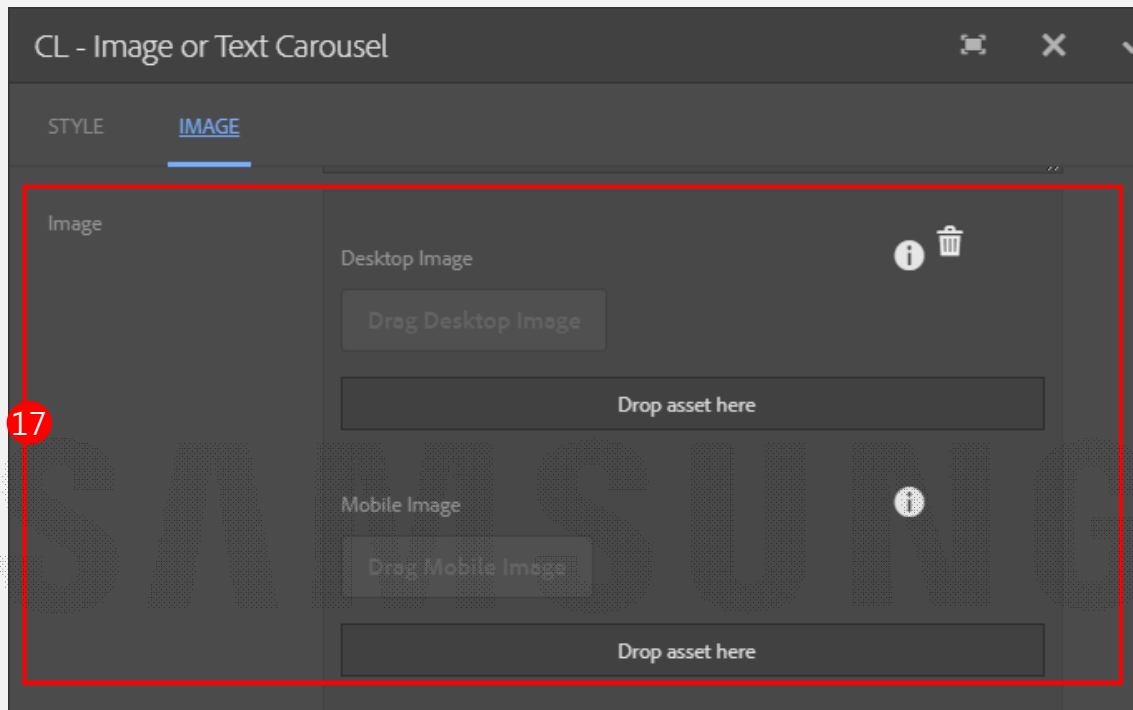 CL - Image or Text Carousel
STYLE IMAGE
Image
Desktop Image
Drag Desktop Image
Drop asset here
17
SAMSUNG
Mobile Image
Drag Mobile Image
Drop asset here